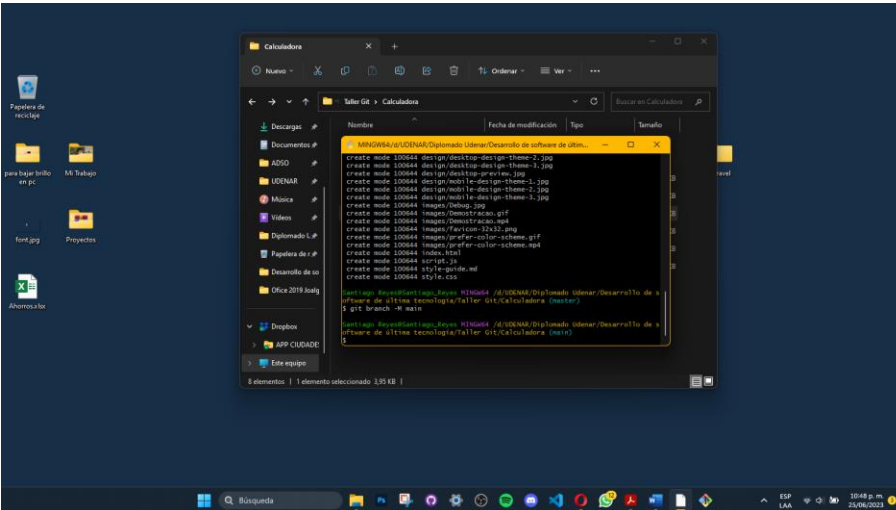 Papelera de
reciclaje
para bajar brillo
en pc
Mi Trabajo
font.jpg
Proyectos
Ahorros.xlsx
Calculadora
Nuevo
Ordenar
Ver
Taller Git > Calculadora
Buscar en Calculadora
Descargas
Documentos
ADSO
UDENAR
Música
Vídeos
Diplomado L
Papelera de r
Desarrollo de so
Ofice 2019 Joalg
Dropbox
APP CIUDADE
Este equipo
Nombre
Fecha de modificación
Tipo
Tamaño
MINGW64:/d/UDENAR/Diplomado Udenar/Desarrollo de software de últim...
create mode 100644 design/desktop-design-theme-2.jpg
create mode 100644 design/desktop-design-theme-3.jpg
create mode 100644 design/desktop-preview.jpg
create mode 100644 design/mobile-design-theme-1.jpg
create mode 100644 design/mobile-design-theme-2.jpg
create mode 100644 design/mobile-design-theme-3.jpg
create mode 100644 images/Debug.jpg
create mode 100644 images/Demostracao.gif
create mode 100644 images/Demostracao.mp4
create mode 100644 images/favicon-32x32.png
create mode 100644 images/prefer-color-scheme.gif
create mode 100644 images/prefer-color-scheme.mp4
create mode 100644 index.html
create mode 100644 script.js
create mode 100644 style-guide.md
create mode 100644 style.css
Santiago Reyes@Santiago_Reyes MINGW64 /d/UDENAR/Diplomado Udenar/Desarrollo de s
oftware de última tecnología/Taller Git/Calculadora (master)
$ git branch -M main
Santiago Reyes@Santiago_Reyes MINGW64 /d/UDENAR/Diplomado Udenar/Desarrollo de s
oftware de última tecnología/Taller Git/Calculadora (main)
$
ravel
8 elementos | 1 elemento seleccionado 3,95 KB |
Búsqueda
12
ESP
LAA
10:48 p. m.
25/06/2023